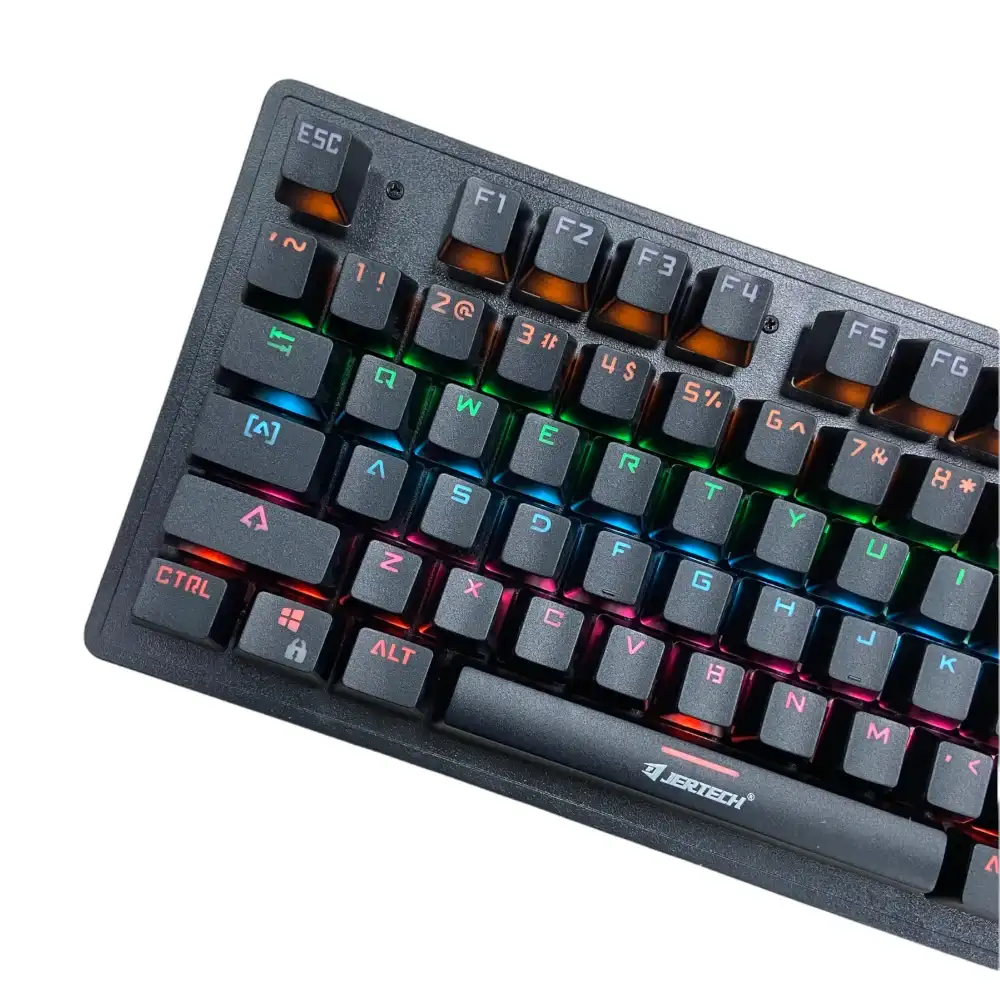 ESC F1 F2 F3 F4 F5 F6
'~ 1! 2@ 3# 4$ 5% 6^ 7& 8*
Q W E R T Y U I
[A] A S D F G H J K
Z X C V B N M ,<
CTRL ALT
JERTECH®